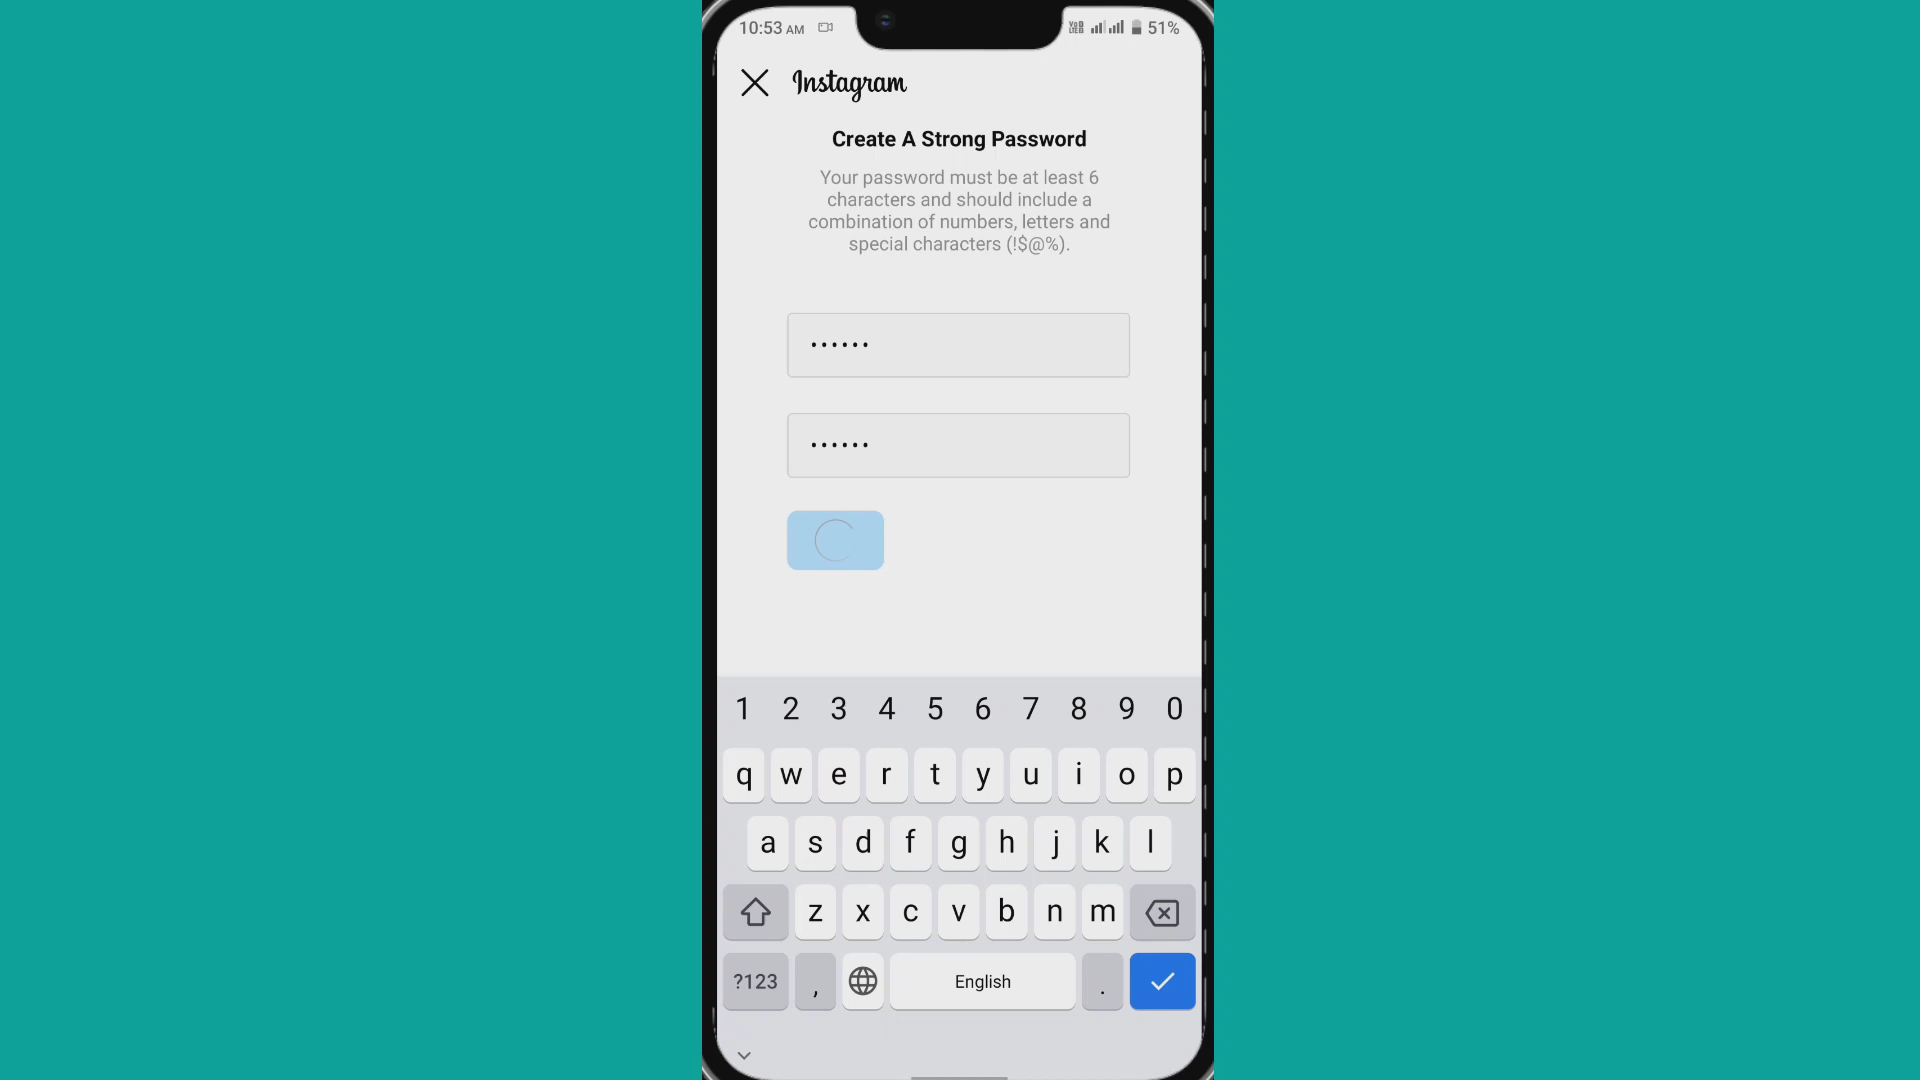 10:53 AM
51%
Instagram
Create A Strong Password
Your password must be at least 6
characters and should include a
combination of numbers, letters and
special characters (!$@%).
••••••
••••••
1 2 3 4 5 6 7 8 9 0
q w e r t y u i o p
a s d f g h j k l
z x c v b n m
?123 , English .